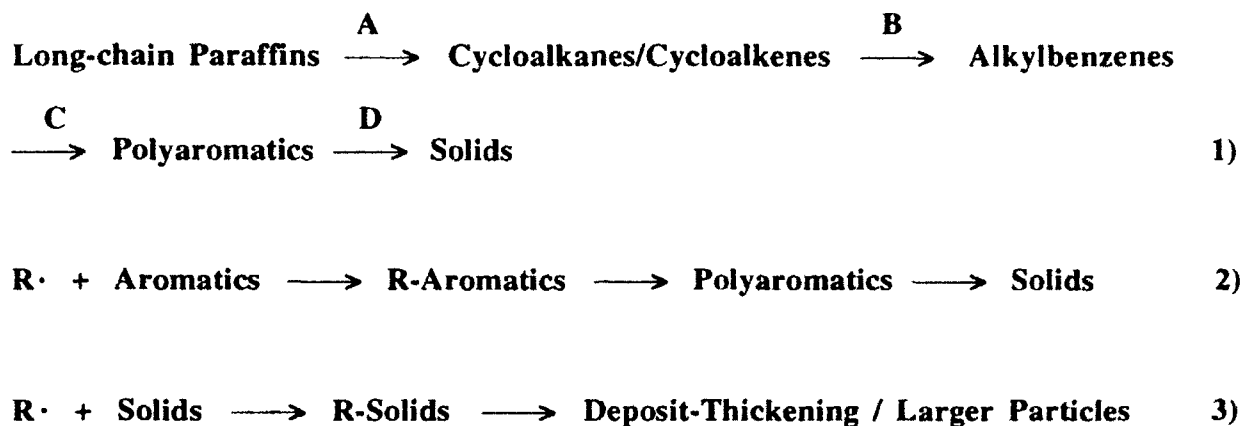 A B
Long-chain Paraffins ⟶ Cycloalkanes/Cycloalkenes ⟶ Alkylbenzenes
C D
⟶ Polyaromatics ⟶ Solids 1)
R· + Aromatics ⟶ R-Aromatics ⟶ Polyaromatics ⟶ Solids 2)
R· + Solids ⟶ R-Solids ⟶ Deposit-Thickening / Larger Particles 3)